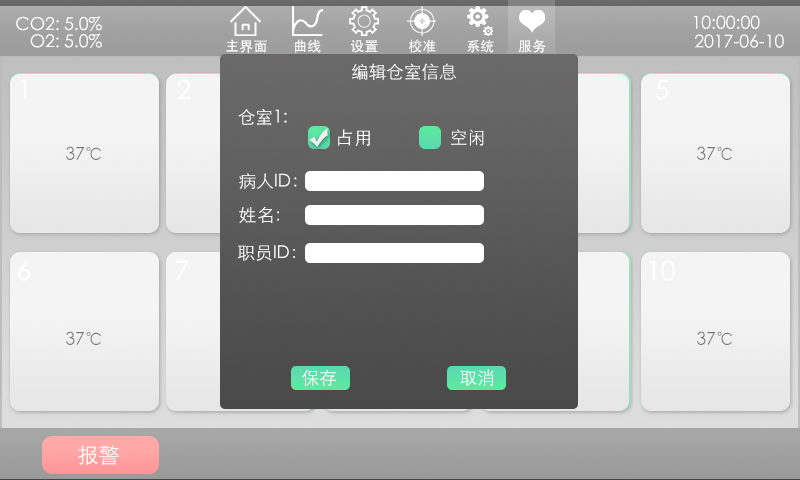 CO2: 5.0%
O2: 5.0%
主界面 曲线 设置 校准 系统 服务
10:00:00
2017-06-10
编辑仓室信息
仓室1:
占用 空闲
病人ID:
姓名:
职员ID:
保存 取消
1
37℃
2
5
37℃
6
37℃
7
10
37℃
报警